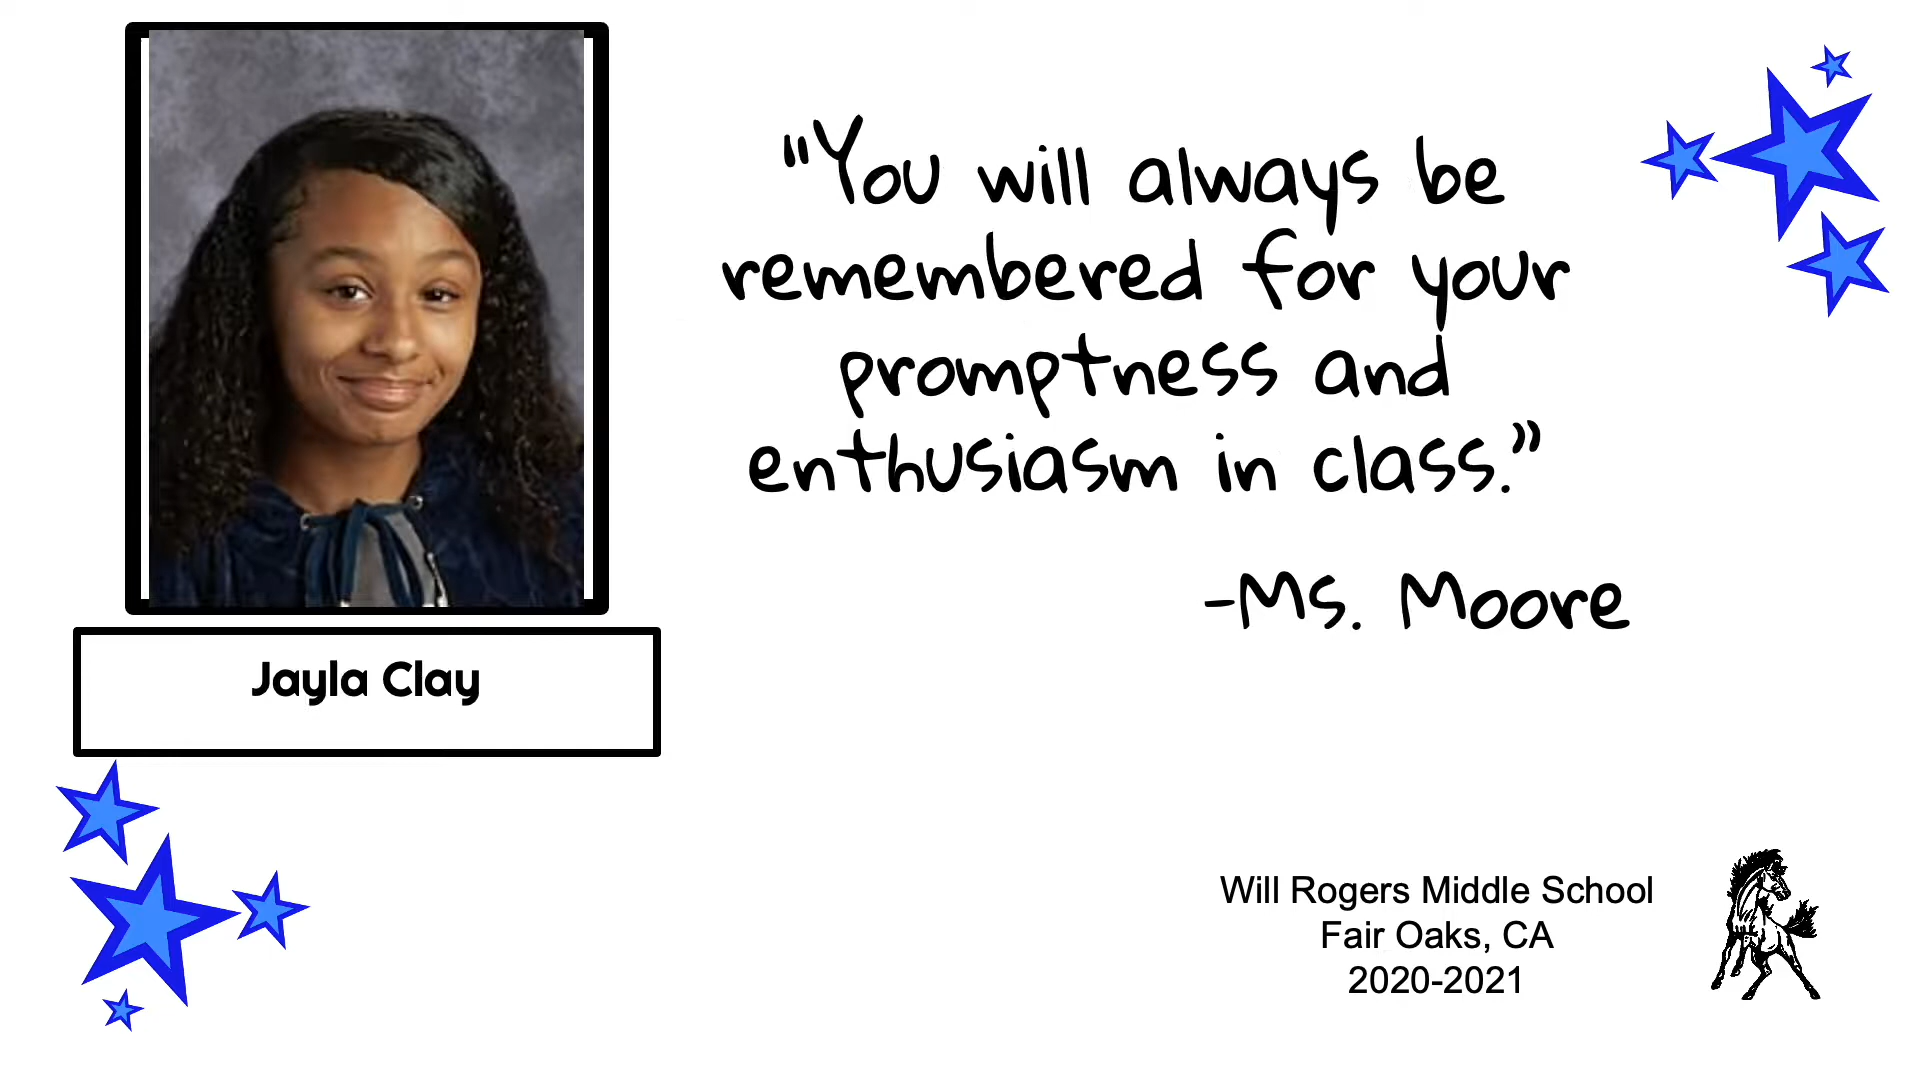 "You will always be
remembered for your
promptness and
enthusiasm in class.”
-Ms. Moore
Jayla Clay
Will Rogers Middle School
Fair Oaks, CA
2020-2021